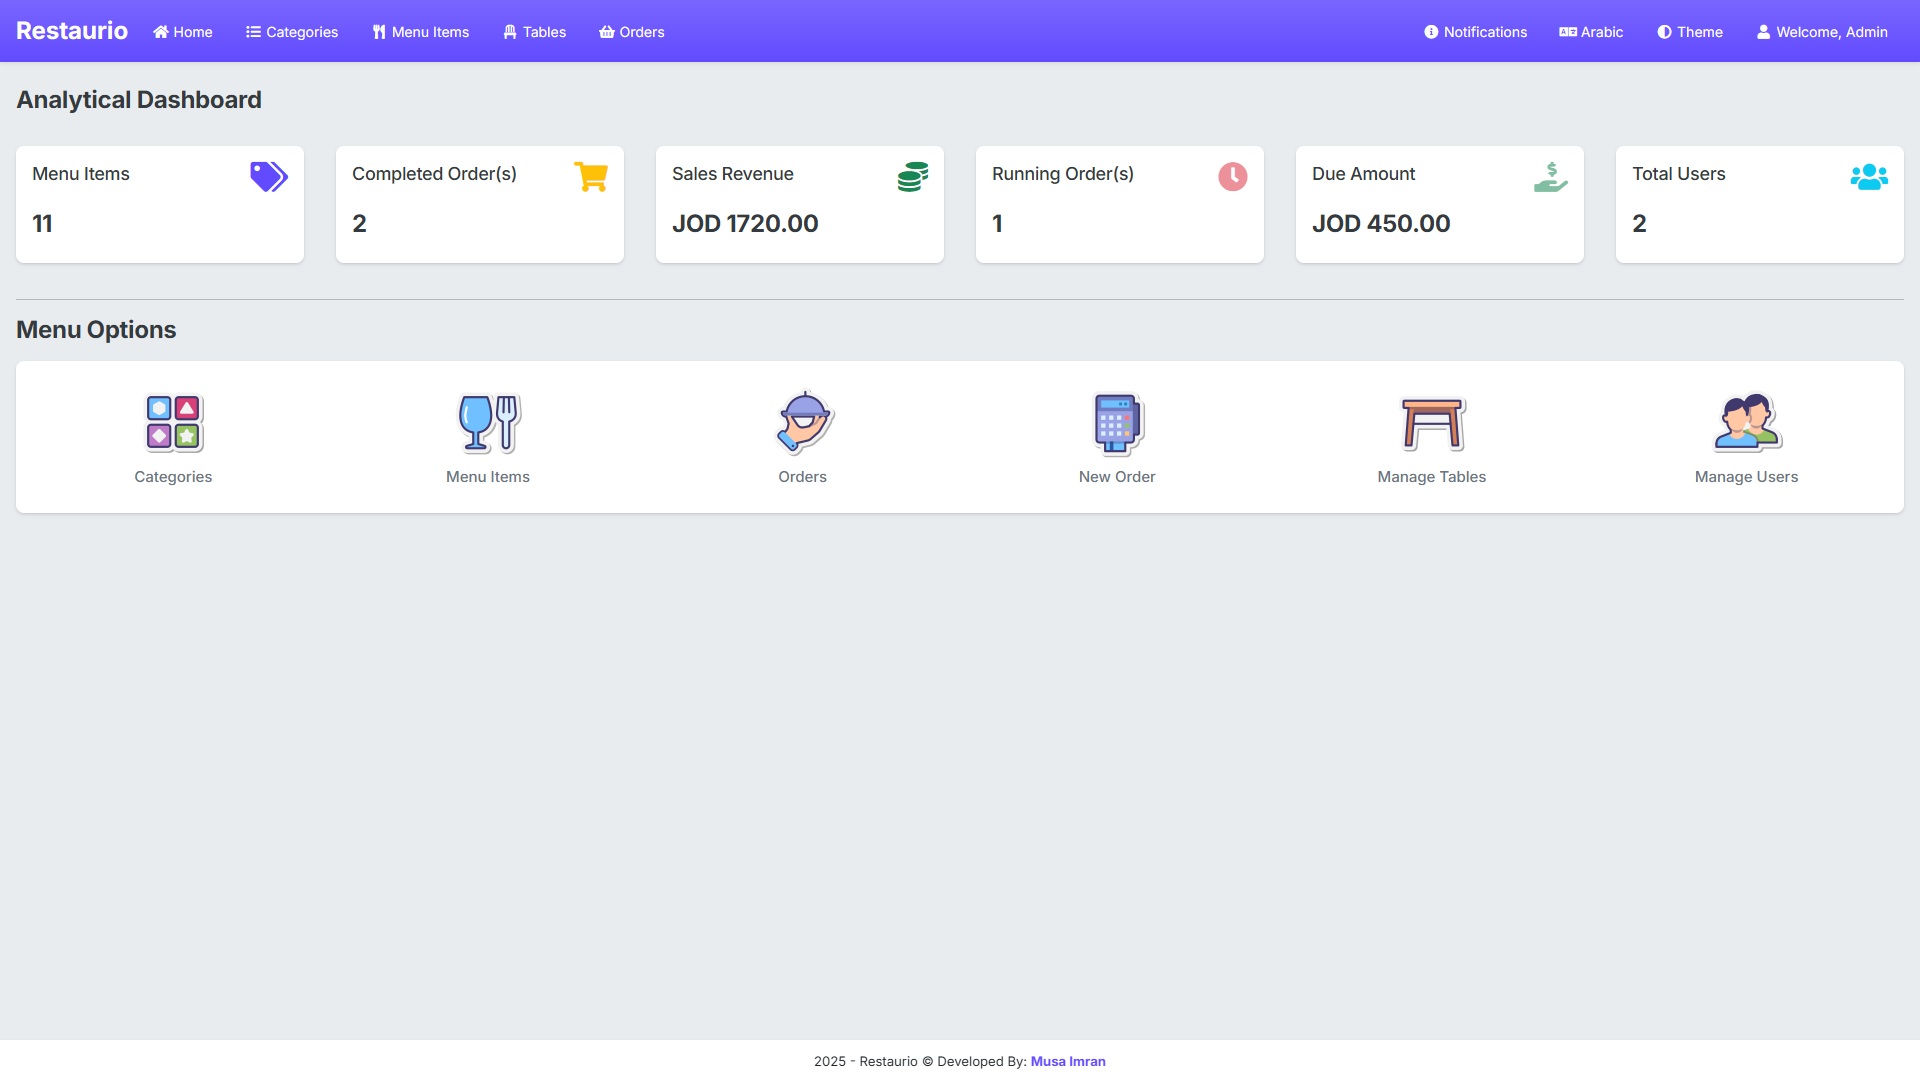 Restaurio Home Categories Menu Items Tables Orders Notifications Arabic Theme Welcome, Admin
Analytical Dashboard
Menu Items
11
Completed Order(s)
2
Sales Revenue
JOD 1720.00
Running Order(s)
1
Due Amount
JOD 450.00
Total Users
2
Menu Options
Categories
Menu Items
Orders
New Order
Manage Tables
Manage Users
2025 - Restaurio © Developed By: Musa Imran